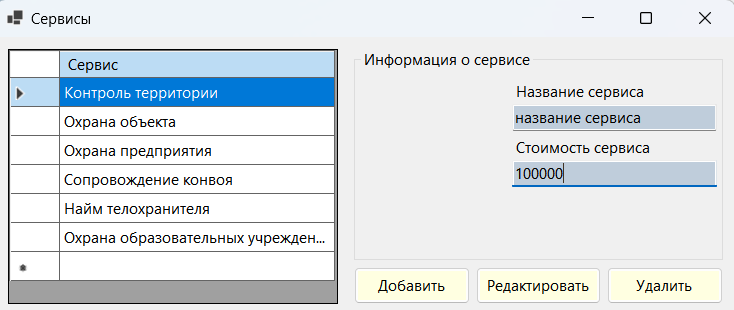 Сервисы
Сервис
Контроль территории
Охрана объекта
Охрана предприятия
Сопровождение конвоя
Найм телохранителя
Охрана образовательных учрежден...
Информация о сервисе
Название сервиса
название сервиса
Стоимость сервиса
100000
Добавить
Редактировать
Удалить